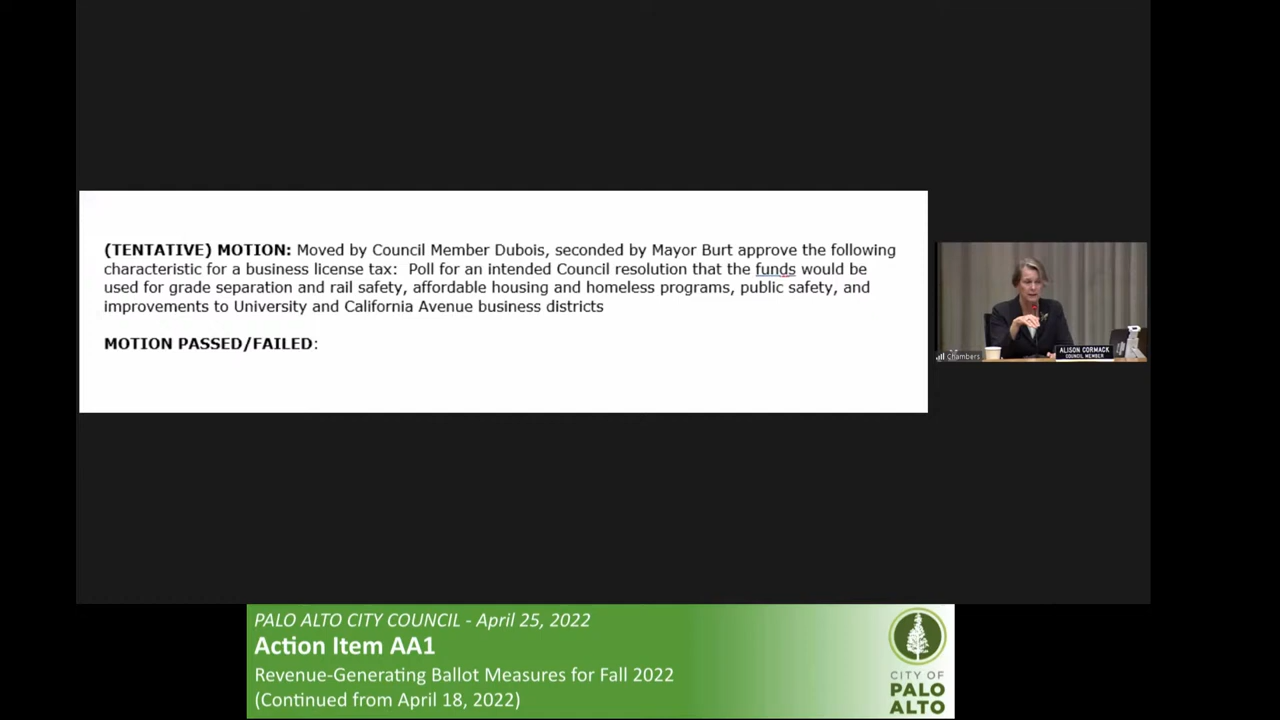 (TENTATIVE) MOTION: Moved by Council Member Dubois, seconded by Mayor Burt approve the following
characteristic for a business license tax:  Poll for an intended Council resolution that the funds would be
used for grade separation and rail safety, affordable housing and homeless programs, public safety, and
improvements to University and California Avenue business districts
MOTION PASSED/FAILED:
Chambers
ALISON CORMACK
COUNCIL MEMBER
PALO ALTO CITY COUNCIL - April 25, 2022
Action Item AA1
Revenue-Generating Ballot Measures for Fall 2022
(Continued from April 18, 2022)
CITY OF
PALO
ALTO